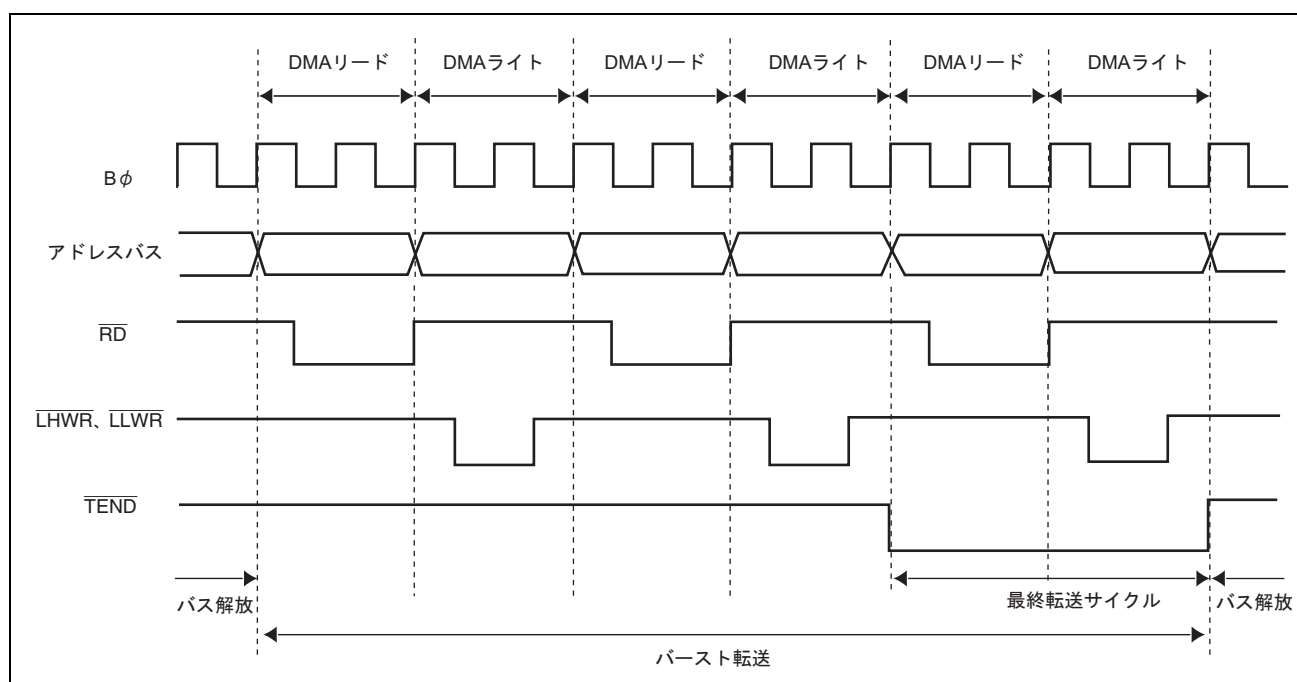 DMAリード DMAライト DMAリード DMAライト DMAリード DMAライト
Bφ
アドレスバス
RD
LHWR、LLWR
TEND
バス解放 最終転送サイクル バス解放
バースト転送